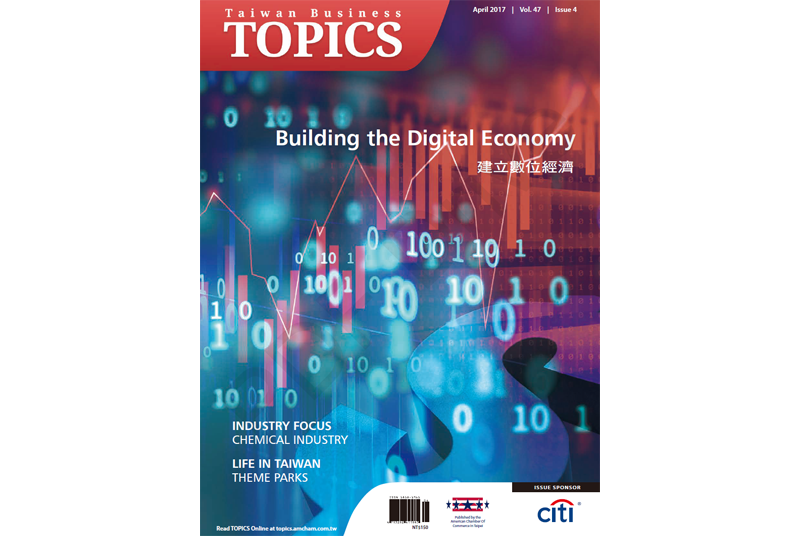 Taiwan Business
TOPICS
April 2017 | Vol. 47 | Issue 4
Building the Digital Economy
建立數位經濟
INDUSTRY FOCUS
CHEMICAL INDUSTRY
LIFE IN TAIWAN
THEME PARKS
Read TOPICS Online at topics.amcham.com.tw
NT$150
Published by the
American Chamber Of
Commerce in Taipei
ISSUE SPONSOR
citi